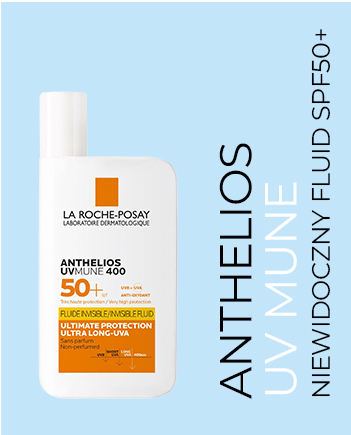 LA ROCHE-POSAY
LABORATOIRE DERMATOLOGIQUE
ANTHELIOS
UVMUNE 400
50+
UVB + UVA
ANTI-OXYDANT
Très haute protection / Very high protection
FLUIDE INVISIBLE/INVISIBLE FLUID
ULTIMATE PROTECTION
ULTRA LONG-UVA
Sans parfum
Non-perfumed
ANTHELIOS
UV MUNE
NIEWIDOCZNY FLUID SPF50+